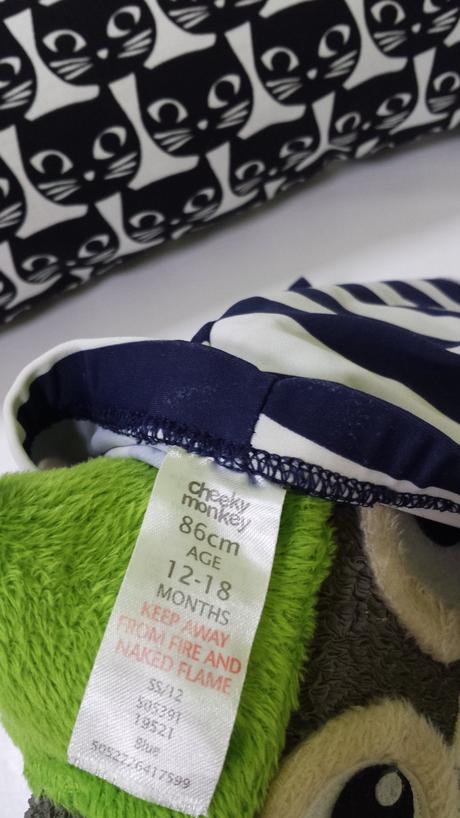 cheeky
monkey
86cm
AGE
12-18
MONTHS
KEEP AWAY
FROM FIRE AND
NAKED FLAME
SS/12
505391
19521
Blue
5052226417599